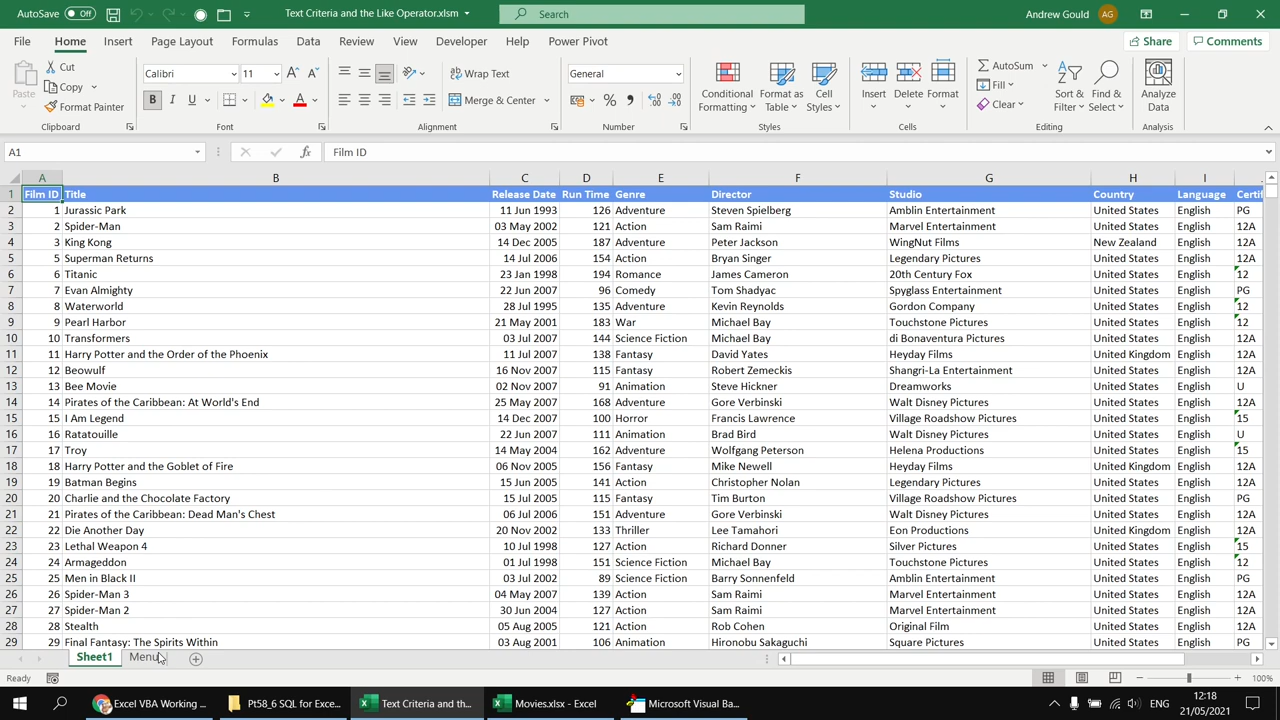 AutoSave Off Text Criteria and the Like Operator.xlsm Search Andrew Gould AG
File Home Insert Page Layout Formulas Data Review View Developer Help Power Pivot Share Comments
Paste Cut Copy Format Painter Clipboard
Calibri 11 B I U A Font
Wrap Text Merge & Center Alignment
General % , Number
Conditional Formatting Format as Table Cell Styles Styles
Insert Delete Format Cells
AutoSum Fill Clear Sort & Filter Find & Select Editing
Analyze Data Analysis
A1 fx Film ID
A B C D E F G H I
1 Film ID Title Release Date Run Time Genre Director Studio Country Language Certif
2 1 Jurassic Park 11 Jun 1993 126 Adventure Steven Spielberg Amblin Entertainment United States English PG
3 2 Spider-Man 03 May 2002 121 Action Sam Raimi Marvel Entertainment United States English 12A
4 3 King Kong 14 Dec 2005 187 Adventure Peter Jackson WingNut Films New Zealand English 12A
5 5 Superman Returns 14 Jul 2006 154 Action Bryan Singer Legendary Pictures United States English 12A
6 6 Titanic 23 Jan 1998 194 Romance James Cameron 20th Century Fox United States English 12
7 7 Evan Almighty 22 Jun 2007 96 Comedy Tom Shadyac Spyglass Entertainment United States English PG
8 8 Waterworld 28 Jul 1995 135 Adventure Kevin Reynolds Gordon Company United States English 12
9 9 Pearl Harbor 21 May 2001 183 War Michael Bay Touchstone Pictures United States English 12
10 10 Transformers 03 Jul 2007 144 Science Fiction Michael Bay di Bonaventura Pictures United States English 12A
11 11 Harry Potter and the Order of the Phoenix 11 Jul 2007 138 Fantasy David Yates Heyday Films United Kingdom English 12A
12 12 Beowulf 16 Nov 2007 115 Fantasy Robert Zemeckis Shangri-La Entertainment United States English 12A
13 13 Bee Movie 02 Nov 2007 91 Animation Steve Hickner Dreamworks United States English U
14 14 Pirates of the Caribbean: At World's End 25 May 2007 168 Adventure Gore Verbinski Walt Disney Pictures United States English 12A
15 15 I Am Legend 14 Dec 2007 100 Horror Francis Lawrence Village Roadshow Pictures United States English 15
16 16 Ratatouille 22 Jun 2007 111 Animation Brad Bird Walt Disney Pictures United States English U
17 17 Troy 14 May 2004 162 Adventure Wolfgang Peterson Helena Productions United States English 15
18 18 Harry Potter and the Goblet of Fire 06 Nov 2005 156 Fantasy Mike Newell Heyday Films United Kingdom English 12A
19 19 Batman Begins 15 Jun 2005 141 Action Christopher Nolan Legendary Pictures United States English 12A
20 20 Charlie and the Chocolate Factory 15 Jul 2005 115 Fantasy Tim Burton Village Roadshow Pictures United States English PG
21 21 Pirates of the Caribbean: Dead Man's Chest 06 Jul 2006 151 Adventure Gore Verbinski Walt Disney Pictures United States English 12A
22 22 Die Another Day 20 Nov 2002 133 Thriller Lee Tamahori Eon Productions United Kingdom English 12A
23 23 Lethal Weapon 4 10 Jul 1998 127 Action Richard Donner Silver Pictures United States English 15
24 24 Armageddon 01 Jul 1998 151 Science Fiction Michael Bay Touchstone Pictures United States English 12
25 25 Men in Black II 03 Jul 2002 89 Science Fiction Barry Sonnenfeld Amblin Entertainment United States English PG
26 26 Spider-Man 3 04 May 2007 139 Action Sam Raimi Marvel Entertainment United States English 12A
27 27 Spider-Man 2 30 Jun 2004 127 Action Sam Raimi Marvel Entertainment United States English 12A
28 28 Stealth 05 Aug 2005 121 Action Rob Cohen Original Film United States English 12A
29 29 Final Fantasy: The Spirits Within 03 Aug 2001 106 Animation Hironobu Sakaguchi Square Pictures United States English PG
Sheet1 Menu
Ready 100%
Excel VBA Working ... Pt58_6 SQL for Exce... Text Criteria and th... Movies.xlsx - Excel Microsoft Visual Ba... ENG 12:18
21/05/2021